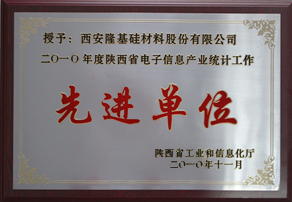 授予：西安隆基硅材料股份有限公司
二〇一〇年度陕西省电子信息产业统计工作
先进单位
陕西省工业和信息化厅
二〇一〇年十一月